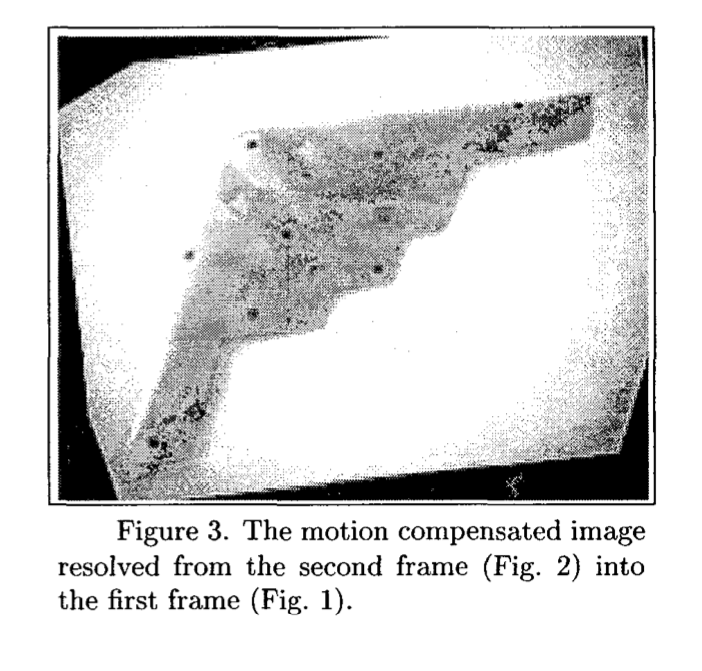 Figure 3. The motion compensated image
resolved from the second frame (Fig. 2) into
the first frame (Fig. 1).